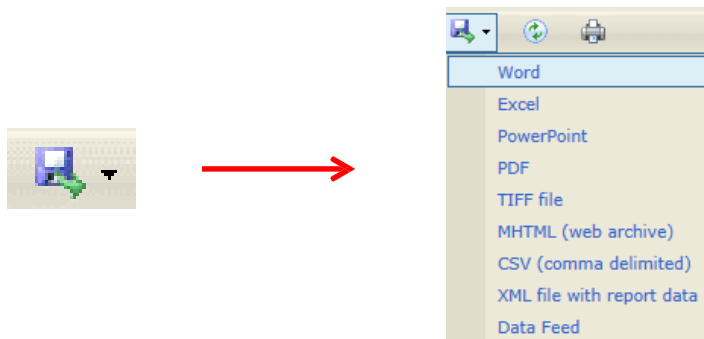 Word
Excel
PowerPoint
PDF
TIFF file
MHTML (web archive)
CSV (comma delimited)
XML file with report data
Data Feed